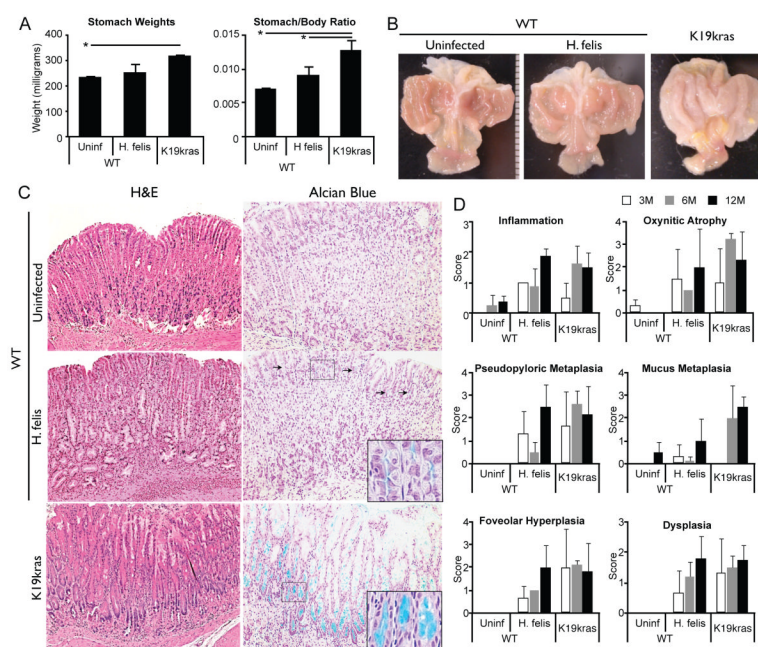 A
Stomach Weights
Weight (milligrams)
400
300
200
100
0
*
Uninf
H. felis
K19kras
WT
Stomach/Body Ratio
0.015
0.010
0.005
0
*
*
Uninf
H. felis
K19kras
WT
B
WT
Uninfected
H. felis
K19kras
C
H&E
Alcian Blue
WT
Uninfected
H. felis
K19kras
D
3M
6M
12M
Inflammation
Score
3
2
1
0
Uninf
H. felis
K19kras
WT
Oxynitic Atrophy
Score
4
3
2
1
0
Uninf
H. felis
K19kras
WT
Pseudopyloric Metaplasia
Score
4
3
2
1
0
Uninf
H. felis
K19kras
WT
Mucus Metaplasia
Score
4
3
2
1
0
Uninf
H. felis
K19kras
WT
Foveolar Hyperplasia
Score
4
3
2
1
0
Uninf
H. felis
K19kras
WT
Dysplasia
Score
3
2
1
0
Uninf
H. felis
K19kras
WT